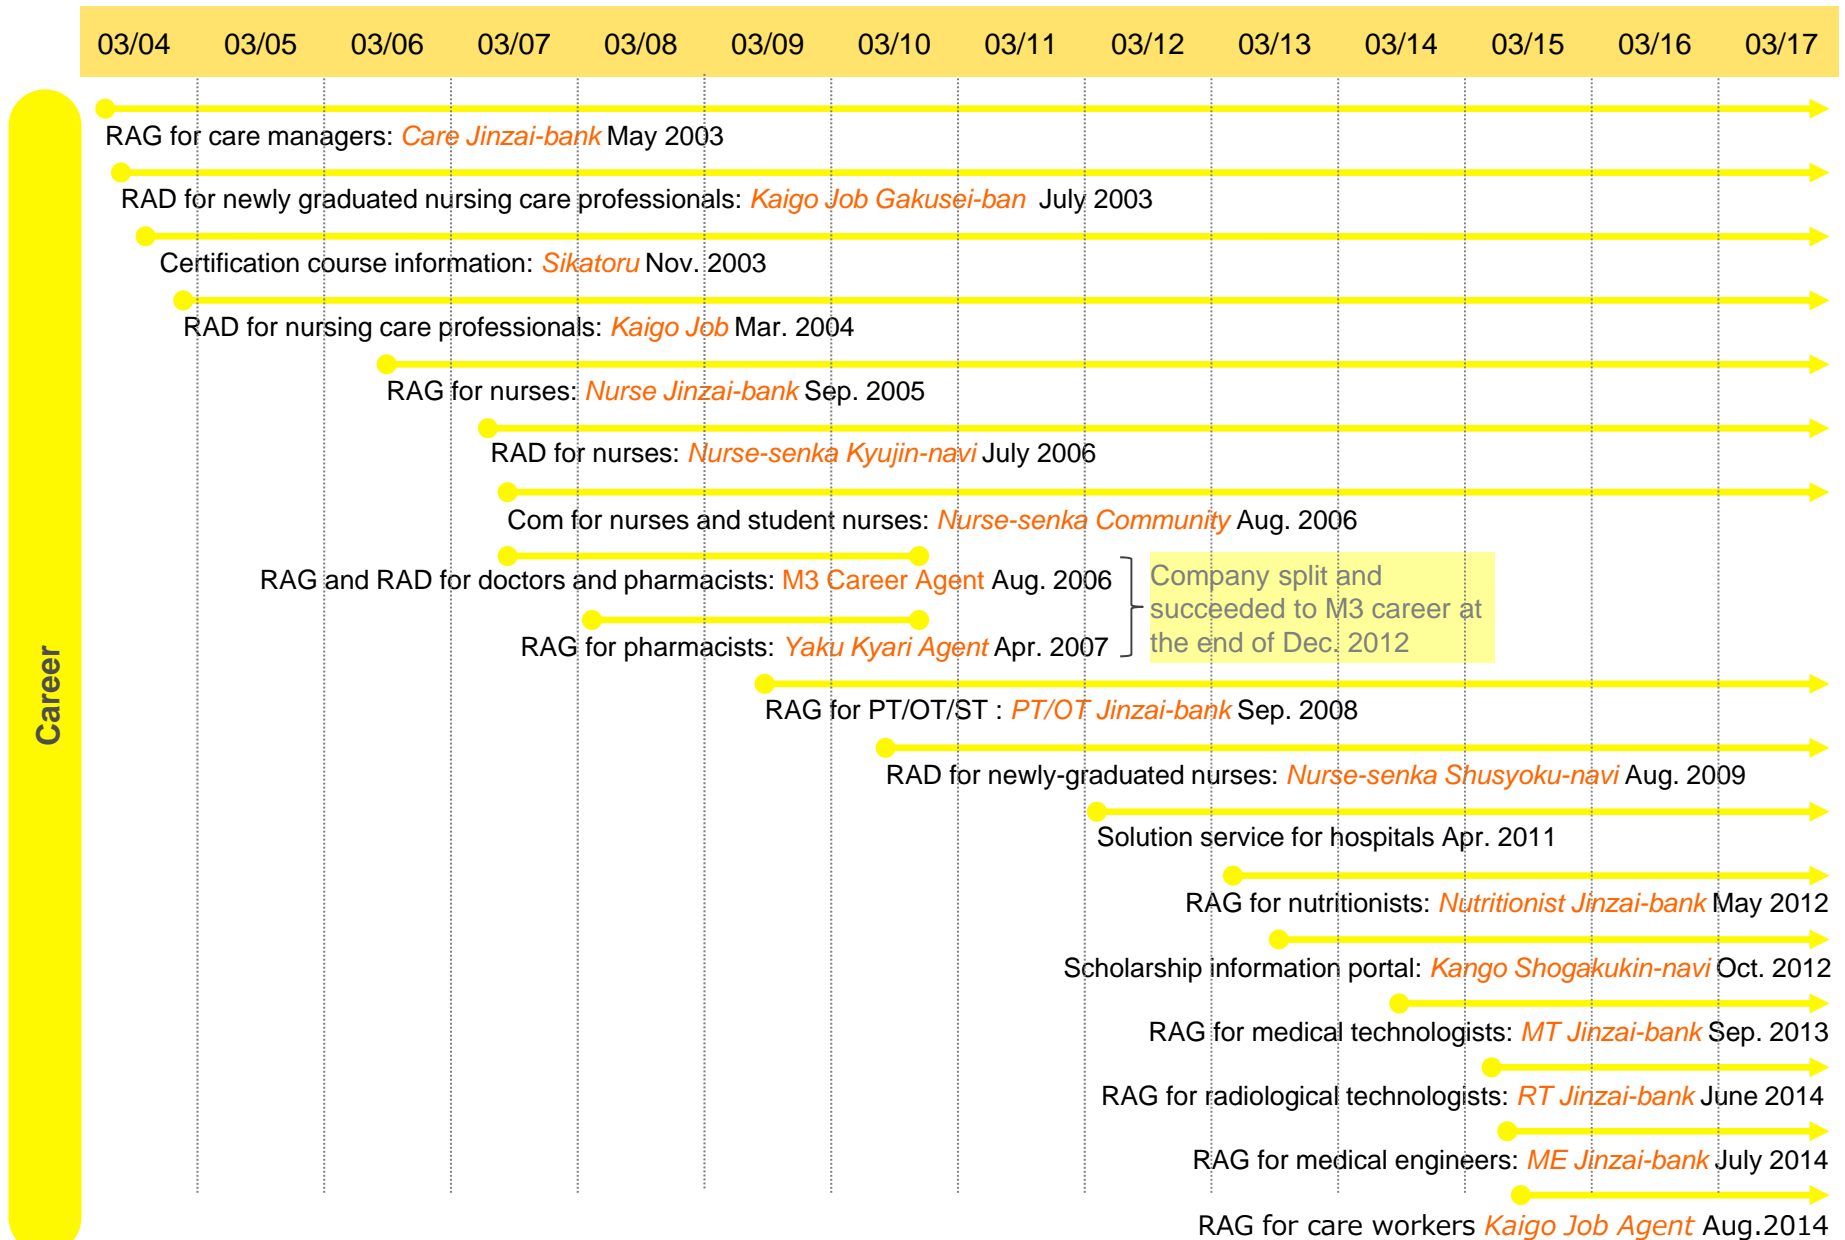 03/04 03/05 03/06 03/07 03/08 03/09 03/10 03/11 03/12 03/13 03/14 03/15 03/16 03/17
Career
RAG for care managers: Care Jinzai-bank May 2003
RAD for newly graduated nursing care professionals: Kaigo Job Gakusei-ban July 2003
Certification course information: Sikatoru Nov. 2003
RAD for nursing care professionals: Kaigo Job Mar. 2004
RAG for nurses: Nurse Jinzai-bank Sep. 2005
RAD for nurses: Nurse-senka Kyujin-navi July 2006
Com for nurses and student nurses: Nurse-senka Community Aug. 2006
RAG and RAD for doctors and pharmacists: M3 Career Agent Aug. 2006
RAG for pharmacists: Yaku Kyari Agent Apr. 2007
Company split and
succeeded to M3 career at
the end of Dec. 2012
RAG for PT/OT/ST : PT/OT Jinzai-bank Sep. 2008
RAD for newly-graduated nurses: Nurse-senka Shusyoku-navi Aug. 2009
Solution service for hospitals Apr. 2011
RAG for nutritionists: Nutritionist Jinzai-bank May 2012
Scholarship information portal: Kango Shogakukin-navi Oct. 2012
RAG for medical technologists: MT Jinzai-bank Sep. 2013
RAG for radiological technologists: RT Jinzai-bank June 2014
RAG for medical engineers: ME Jinzai-bank July 2014
RAG for care workers Kaigo Job Agent Aug.2014